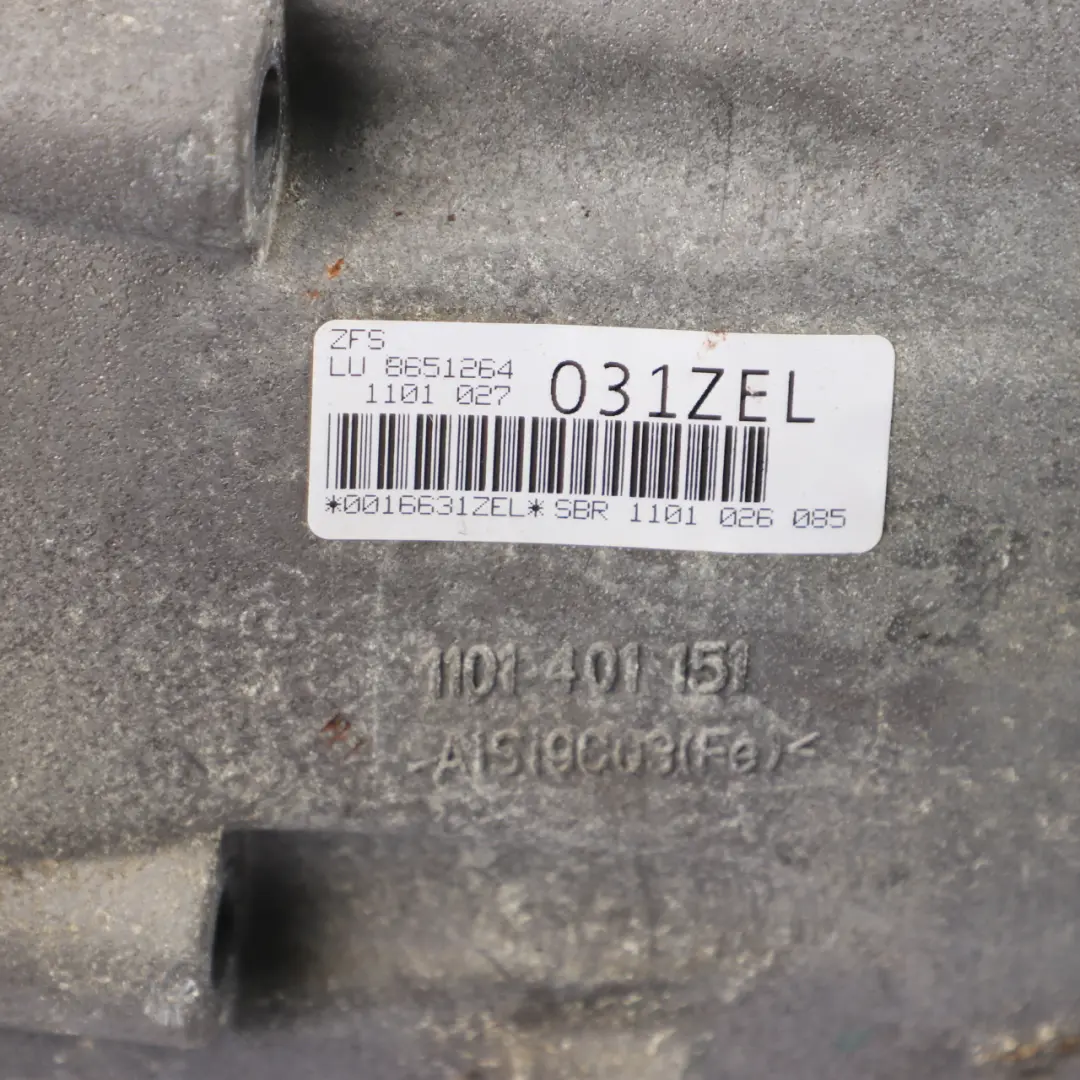 ZFS
LU 8651264
1101 027
031ZEL
*0016631ZEL* SBR 1101 026 085
1101 401 151
>AlSi9Cu3(Fe)<